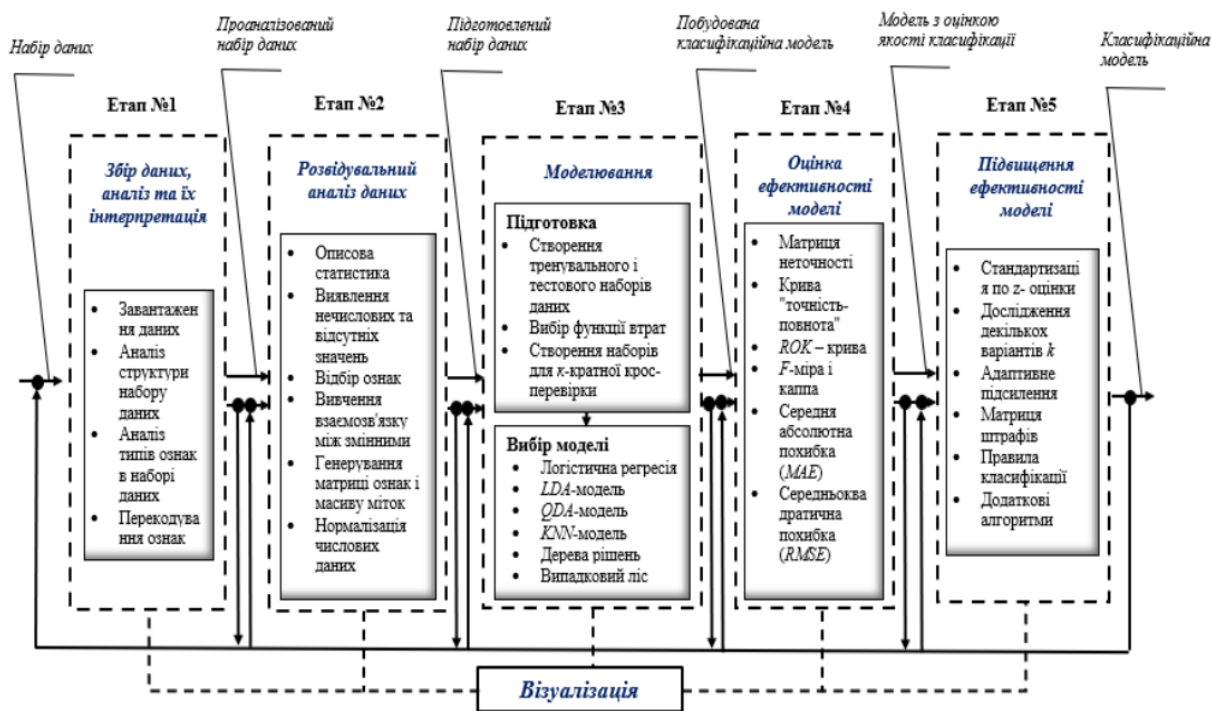 Набір даних
Проаналізований
набір даних
Підготовлений
набір даних
Побудована
класифікаційна модель
Модель з оцінкою
якості класифікації
Класифікаційна
модель
Етап №1
Збір даних,
аналіз та їх
інтерпретація
• Завантажен
ня даних
• Аналіз
структури
набору
даних
• Аналіз
типів ознак
в наборі
даних
• Перекодува
ння ознак
Етап №2
Розвідувальний
аналіз даних
• Описова
статистика
• Виявлення
нечислових та
відсутніх
значень
• Відбір ознак
• Вивчення
взаємозв'язку
між змінними
• Генерування
матриці ознак і
масиву міток
• Нормалізація
числових
даних
Етап №3
Моделювання
Підготовка
• Створення
тренувального і
тестового наборів
даних
• Вибір функції втрат
• Створення наборів
для к-кратної крос-
перевірки
Вибір моделі
• Логістична регресія
• LDA-модель
• QDA-модель
• KNN-модель
• Дерева рішень
• Випадковий ліс
Етап №4
Оцінка
ефективності
моделі
• Матриця
неточності
• Крива
"точність-
повнота"
• ROK – крива
• F-міра і
каппа
• Середня
абсолютна
похибка
(MAE)
• Середньоква
дратична
похибка
(RMSE)
Етап №5
Підвищення
ефективності
моделі
• Стандартизаці
я по z- оцінки
• Дослідження
декількох
варіантів k
• Адаптивне
підсилення
• Матриця
штрафів
• Правила
класифікації
• Додаткові
алгоритми
Візуалізація